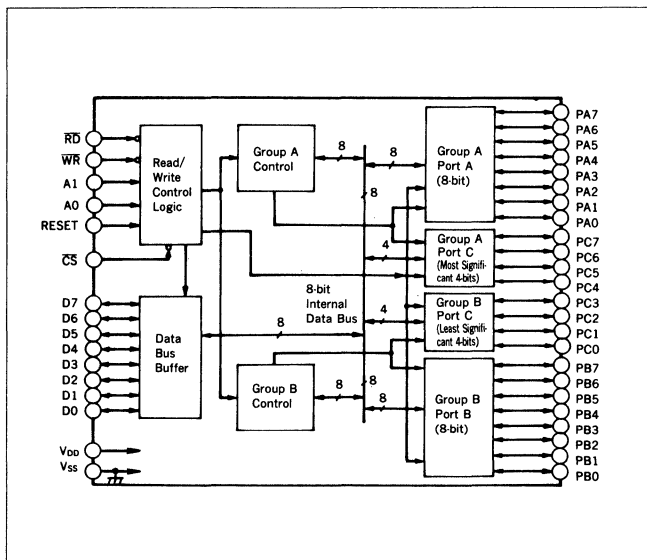 R̅D̅
W̅R̅
A1
A0
RESET
C̅S̅
D7
D6
D5
D4
D3
D2
D1
D0
VDD
VSS
Read/
Write
Control
Logic
Data
Bus
Buffer
Group A
Control
Group B
Control
8
8
8
4
8-bit
Internal
Data Bus
8
4
8
8
8
Group A
Port A
(8-bit)
Group A
Port C
(Most Signifi-
cant 4-bits)
Group B
Port C
(Least Signifi-
cant 4-bits)
Group B
Port B
(8-bit)
PA7
PA6
PA5
PA4
PA3
PA2
PA1
PA0
PC7
PC6
PC5
PC4
PC3
PC2
PC1
PC0
PB7
PB6
PB5
PB4
PB3
PB2
PB1
PB0